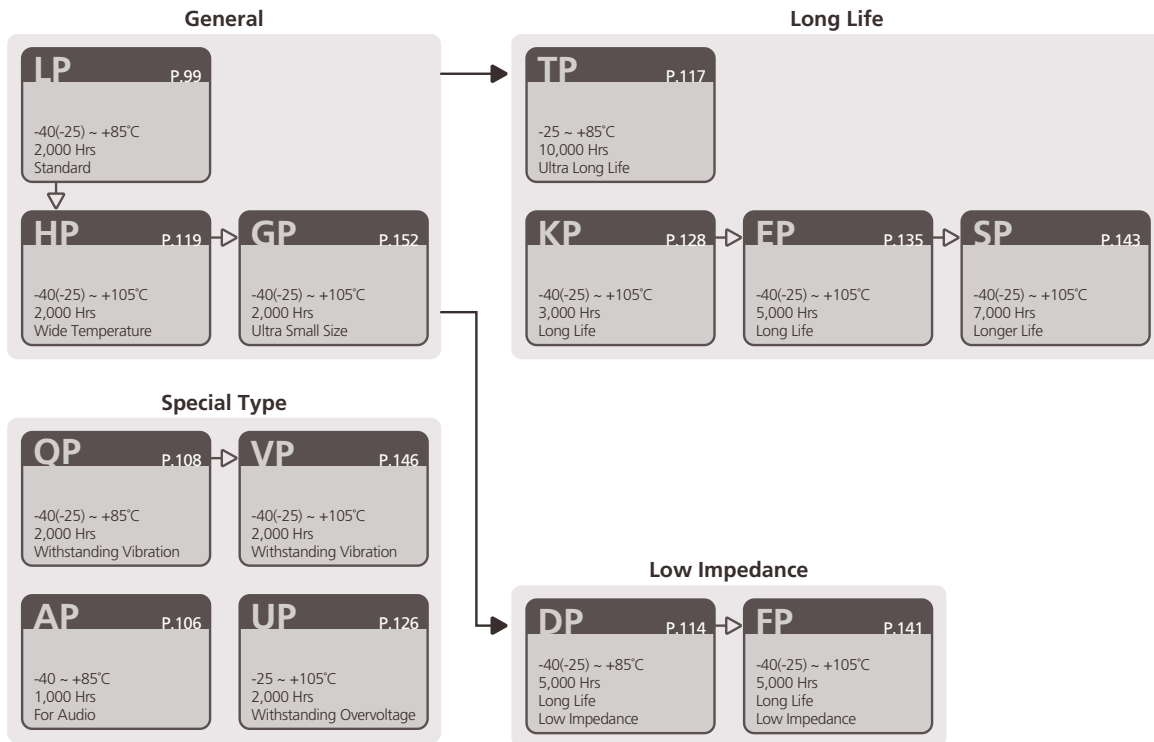 General
LP P.99
-40(-25) ~ +85℃
2,000 Hrs
Standard
HP P.119
-40(-25) ~ +105℃
2,000 Hrs
Wide Temperature
GP P.152
-40(-25) ~ +105℃
2,000 Hrs
Ultra Small Size
Long Life
TP P.117
-25 ~ +85℃
10,000 Hrs
Ultra Long Life
KP P.128
-40(-25) ~ +105℃
3,000 Hrs
Long Life
EP P.135
-40(-25) ~ +105℃
5,000 Hrs
Long Life
SP P.143
-40(-25) ~ +105℃
7,000 Hrs
Longer Life
Special Type
QP P.108
-40(-25) ~ +85℃
2,000 Hrs
Withstanding Vibration
VP P.146
-40(-25) ~ +105℃
2,000 Hrs
Withstanding Vibration
AP P.106
-40 ~ +85℃
1,000 Hrs
For Audio
UP P.126
-25 ~ +105℃
2,000 Hrs
Withstanding Overvoltage
Low Impedance
DP P.114
-40(-25) ~ +85℃
5,000 Hrs
Long Life
Low Impedance
FP P.141
-40(-25) ~ +105℃
5,000 Hrs
Long Life
Low Impedance